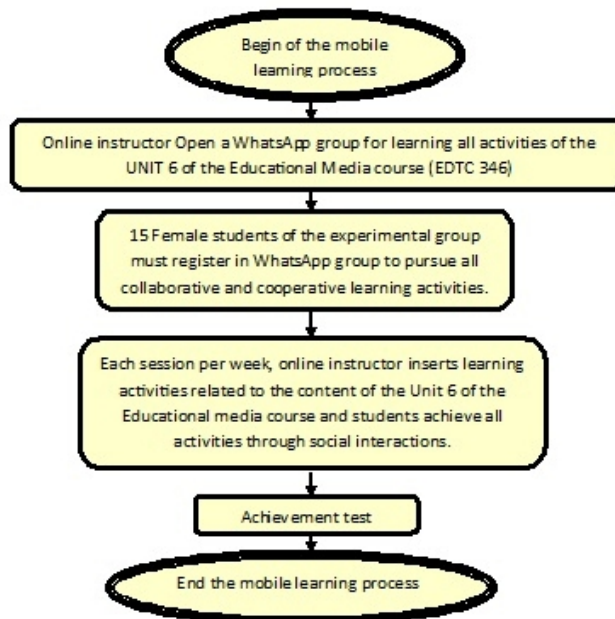 Begin of the mobile
learning process
Online instructor Open a WhatsApp group for learning all activities of the
UNIT 6 of the Educational Media course (EDTC 346)
15 Female students of the experimental group
must register in WhatsApp group to pursue all
collaborative and cooperative learning activities.
Each session per week, online instructor inserts learning
activities related to the content of the Unit 6 of the
Educational media course and students achieve all
activities through social interactions.
Achievement test
End the mobile learning process